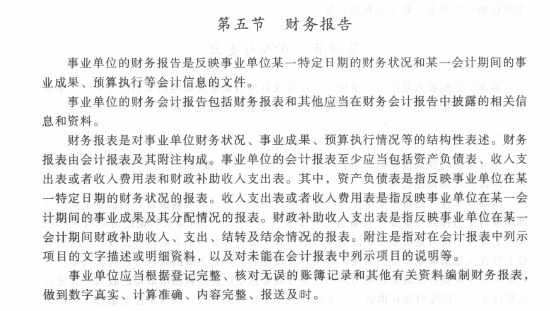 第五节 财务报告
事业单位的财务报告是反映事业单位某一特定日期的财务状况和某一会计期间的事
业成果、预算执行等会计信息的文件。
事业单位的财务会计报告包括财务报表和其他应当在财务会计报告中披露的相关信
息和资料。
财务报表是对事业单位财务状况、事业成果、预算执行情况等的结构性表述。财务
报表由会计报表及其附注构成。事业单位的会计报表至少应当包括资产负债表、收入支
出表或者收入费用表和财政补助收入支出表。其中，资产负债表是指反映事业单位在某
一特定日期的财务状况的报表。收入支出表或者收入费用表是指反映事业单位在某一会
计期间的事业成果及其分配情况的报表。财政补助收入支出表是指反映事业单位在某一
会计期间财政补助收入、支出、结转及结余情况的报表。附注是指对在会计报表中列示
项目的文字描述或明细资料，以及对未能在会计报表中列示项目的说明等。
事业单位应当根据登记完整、核对无误的账簿记录和其他有关资料编制财务报表，
做到数字真实、计算准确、内容完整、报送及时。